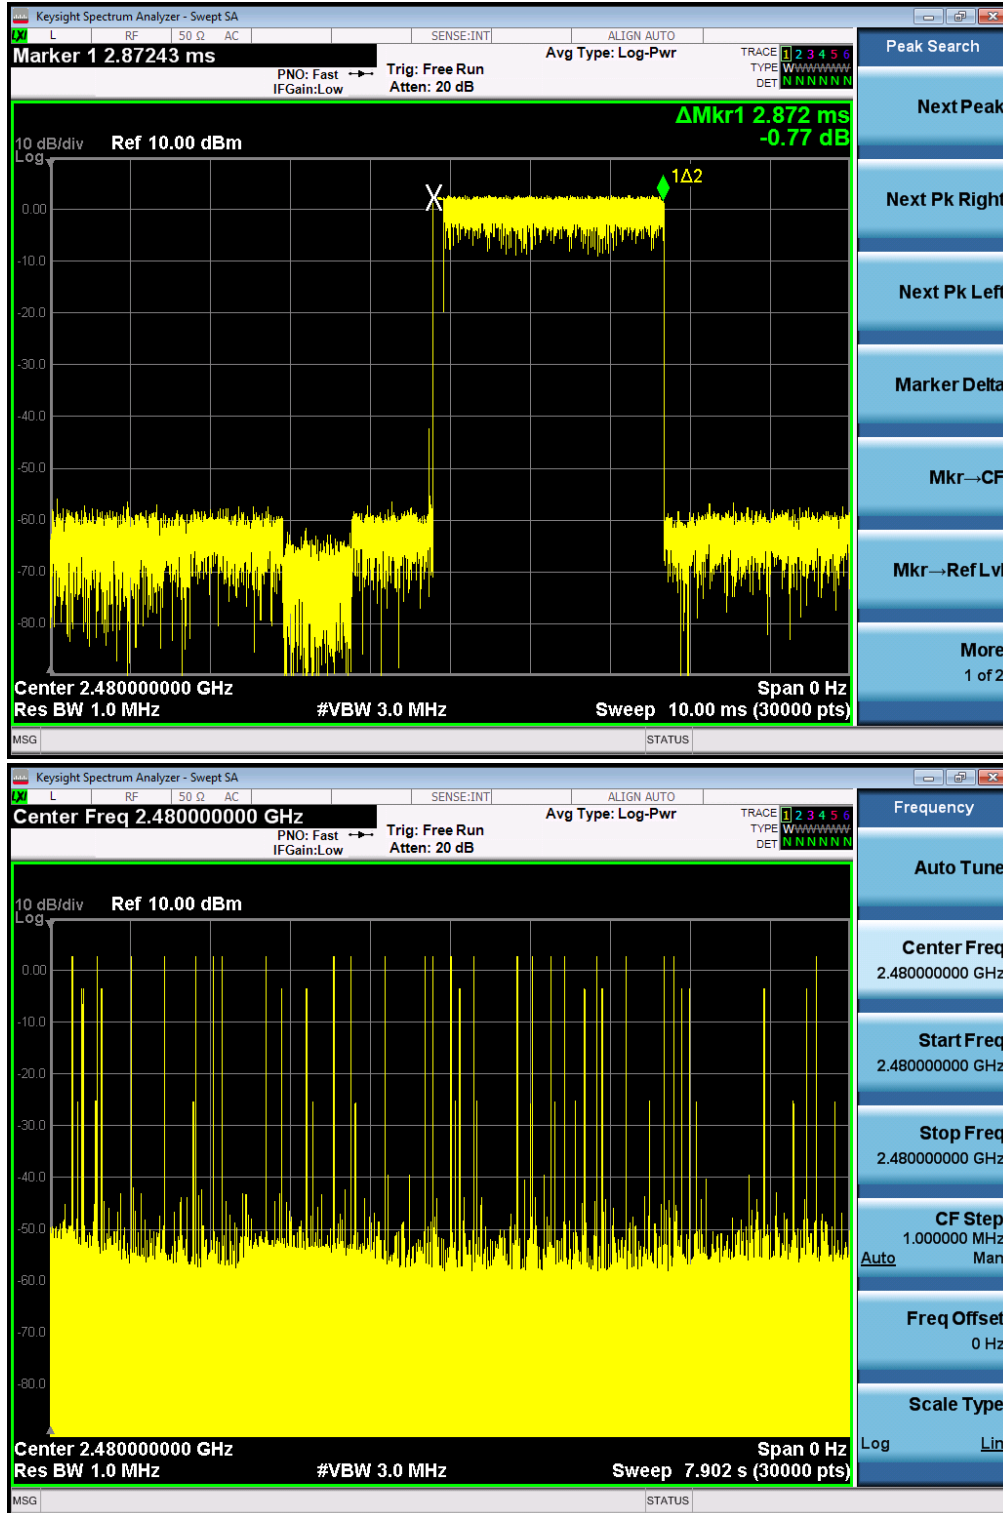 Keysight Spectrum Analyzer - Swept SA
LXI L RF 50 Ω AC SENSE:INT ALIGN AUTO
Marker 1 2.87243 ms
PNO: Fast
IFGain:Low
Trig: Free Run
Atten: 20 dB
Avg Type: Log-Pwr
TRACE 1 2 3 4 5 6
TYPE WWWWWW
DET N N N N N N
ΔMkr1 2.872 ms
-0.77 dB
10 dB/div Ref 10.00 dBm
Log
X 1Δ2
0.00
-10.0
-20.0
-30.0
-40.0
-50.0
-60.0
-70.0
-80.0
Center 2.480000000 GHz Span 0 Hz
Res BW 1.0 MHz #VBW 3.0 MHz Sweep 10.00 ms (30000 pts)
MSG STATUS
Peak Search
Next Peak
Next Pk Right
Next Pk Left
Marker Delta
Mkr→CF
Mkr→Ref Lvl
More
1 of 2
Keysight Spectrum Analyzer - Swept SA
LXI L RF 50 Ω AC SENSE:INT ALIGN AUTO
Center Freq 2.480000000 GHz
PNO: Fast
IFGain:Low
Trig: Free Run
Atten: 20 dB
Avg Type: Log-Pwr
TRACE 1 2 3 4 5 6
TYPE WWWWWW
DET N N N N N N
10 dB/div Ref 10.00 dBm
Log
0.00
-10.0
-20.0
-30.0
-40.0
-50.0
-60.0
-70.0
-80.0
Center 2.480000000 GHz Span 0 Hz
Res BW 1.0 MHz #VBW 3.0 MHz Sweep 7.902 s (30000 pts)
MSG STATUS
Frequency
Auto Tune
Center Freq
2.480000000 GHz
Start Freq
2.480000000 GHz
Stop Freq
2.480000000 GHz
CF Step
1.000000 MHz
Auto Man
Freq Offset
0 Hz
Scale Type
Log Lin